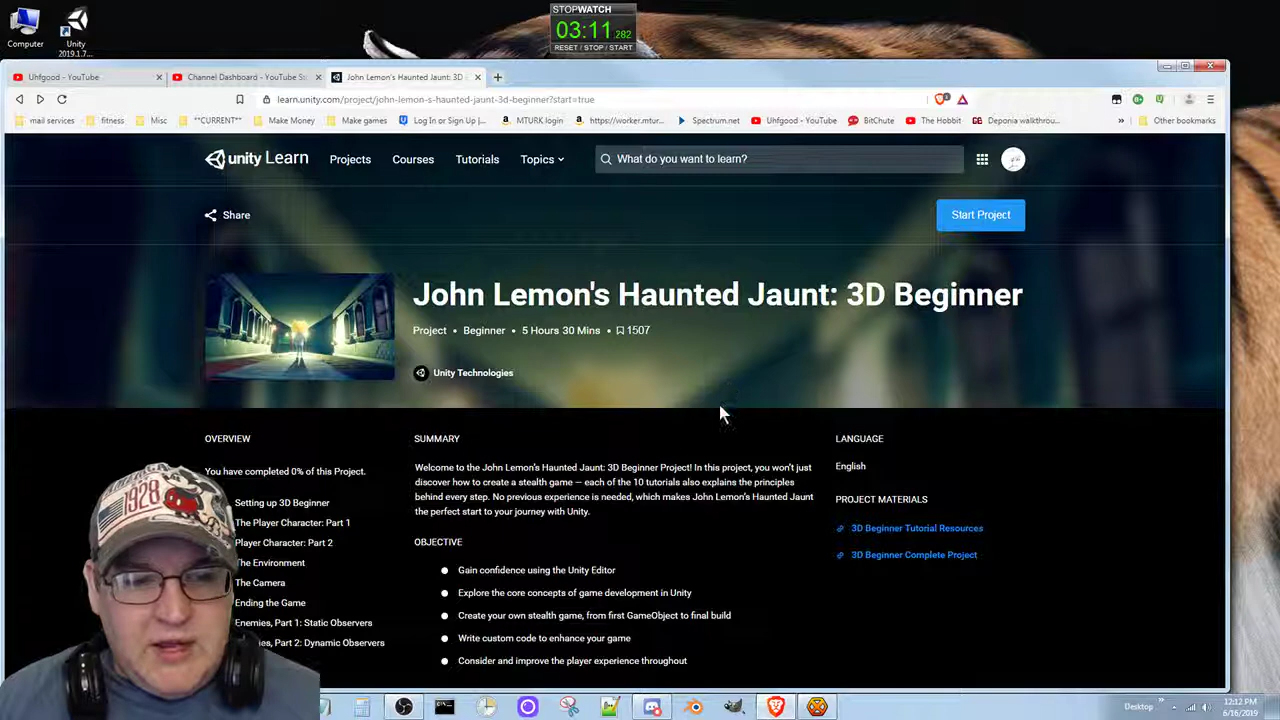 STOPWATCH
03:11.282
RESET / STOP / START
Computer
Unity
2019.1.7...
Uhfgood - YouTube
Channel Dashboard - YouTube St
John Lemon's Haunted Jaunt: 3D
learn.unity.com/project/john-lemon-s-haunted-jaunt-3d-beginner?start=true
mail services
fitness
Misc
**CURRENT**
Make Money
Make games
Log In or Sign Up |...
MTURK login
https://worker.mtur...
Spectrum.net
Uhfgood - YouTube
BitChute
The Hobbit
Deponia walkthrou...
Other bookmarks
unity Learn
Projects
Courses
Tutorials
Topics
What do you want to learn?
Share
Start Project
John Lemon's Haunted Jaunt: 3D Beginner
Project • Beginner • 5 Hours 30 Mins • 1507
Unity Technologies
OVERVIEW
You have completed 0% of this Project.
Setting up 3D Beginner
The Player Character: Part 1
Player Character: Part 2
The Environment
The Camera
Ending the Game
Enemies, Part 1: Static Observers
Part 2: Dynamic Observers
SUMMARY
Welcome to the John Lemon's Haunted Jaunt: 3D Beginner Project! In this project, you won't just
discover how to create a stealth game — each of the 10 tutorials also explains the principles
behind every step. No previous experience is needed, which makes John Lemon's Haunted Jaunt
the perfect start to your journey with Unity.
OBJECTIVE
Gain confidence using the Unity Editor
Explore the core concepts of game development in Unity
Create your own stealth game, from first GameObject to final build
Write custom code to enhance your game
Consider and improve the player experience throughout
LANGUAGE
English
PROJECT MATERIALS
3D Beginner Tutorial Resources
3D Beginner Complete Project
1928
Desktop
12:12 PM
6/16/2019